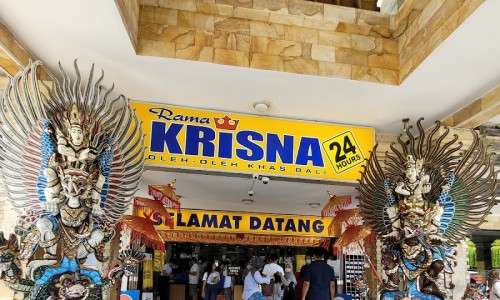 Rama
KRISNA
OLEH-OLEH KHAS BALI
24
HOURS
SELAMAT DATANG